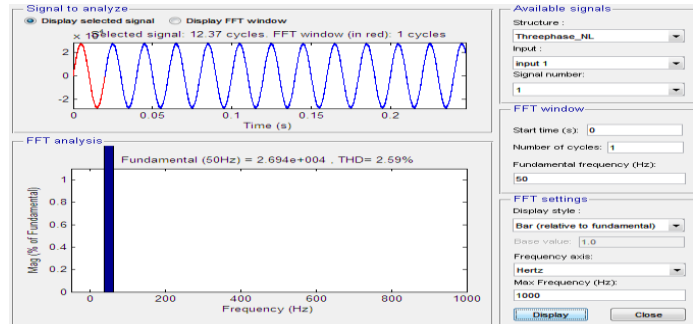 Signal to analyze
Display selected signal
Display FFT window
Selected signal: 12.37 cycles. FFT window (in red): 1 cycles
2
0
-2
0
0.05
0.1
0.15
0.2
Time (s)
FFT analysis
Fundamental (50Hz) = 2.694e+004 , THD= 2.59%
Mag (% of Fundamental)
1
0.8
0.6
0.4
0.2
0
0
200
400
600
800
1000
Frequency (Hz)
Available signals
Structure :
Threephase_NL
Input :
input 1
Signal number:
1
FFT window
Start time (s): 0
Number of cycles: 1
Fundamental frequency (Hz):
50
FFT settings
Display style :
Bar (relative to fundamental)
Base value: 1.0
Frequency axis:
Hertz
Max Frequency (Hz):
1000
Display
Close